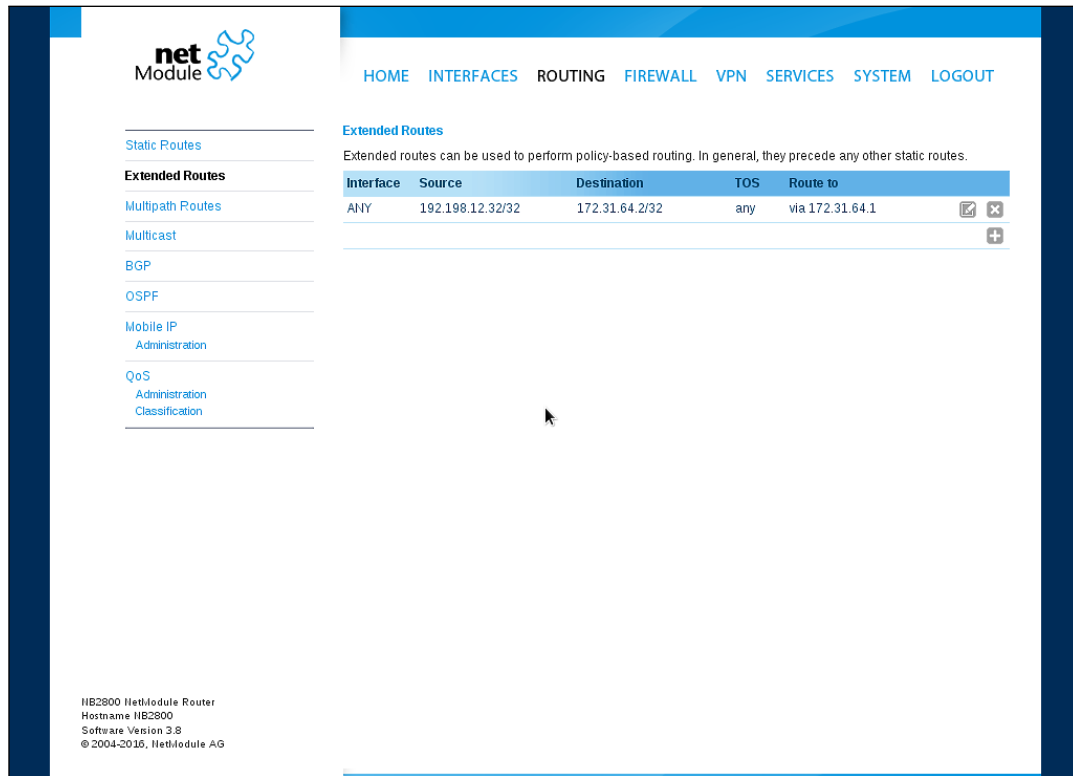 net
Module
HOME INTERFACES ROUTING FIREWALL VPN SERVICES SYSTEM LOGOUT
Static Routes
Extended Routes
Multipath Routes
Multicast
BGP
OSPF
Mobile IP
Administration
QoS
Administration
Classification
Extended Routes
Extended routes can be used to perform policy-based routing. In general, they precede any other static routes.
Interface Source Destination TOS Route to
ANY 192.198.12.32/32 172.31.64.2/32 any via 172.31.64.1
NB2800 NetModule Router
Hostname NB2800
Software Version 3.8
© 2004-2016, NetModule AG